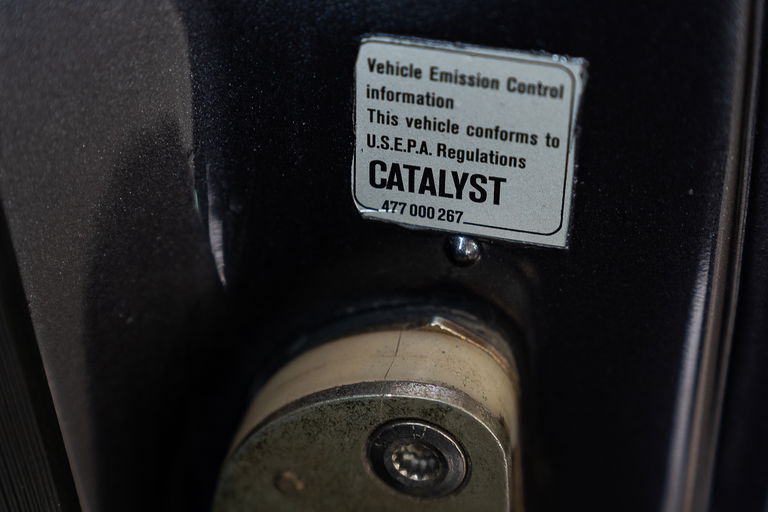 Vehicle Emission Control
information
This vehicle conforms to
U.S.E.P.A. Regulations
CATALYST
477 000 267